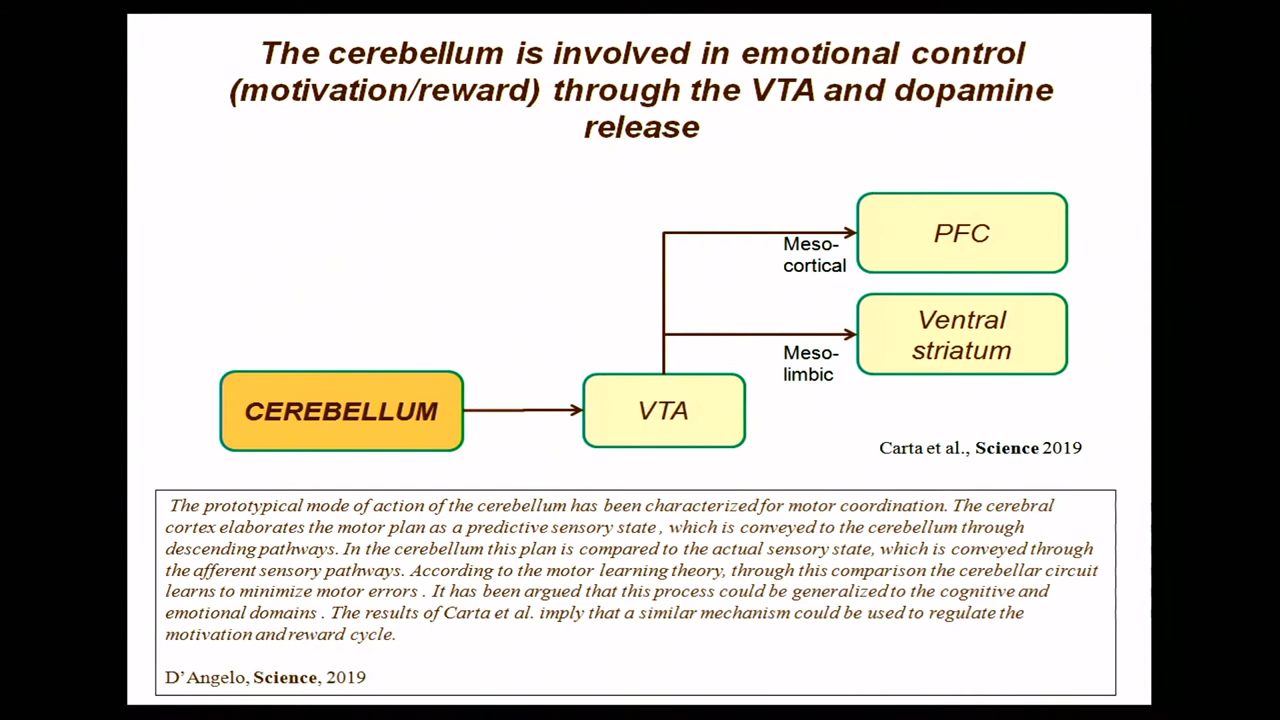 The cerebellum is involved in emotional control
(motivation/reward) through the VTA and dopamine
release
PFC
Meso-
cortical
Ventral
striatum
Meso-
limbic
CEREBELLUM
VTA
Carta et al., Science 2019
The prototypical mode of action of the cerebellum has been characterized for motor coordination. The cerebral
cortex elaborates the motor plan as a predictive sensory state , which is conveyed to the cerebellum through
descending pathways. In the cerebellum this plan is compared to the actual sensory state, which is conveyed through
the afferent sensory pathways. According to the motor learning theory, through this comparison the cerebellar circuit
learns to minimize motor errors . It has been argued that this process could be generalized to the cognitive and
emotional domains . The results of Carta et al. imply that a similar mechanism could be used to regulate the
motivation and reward cycle.
D'Angelo, Science, 2019